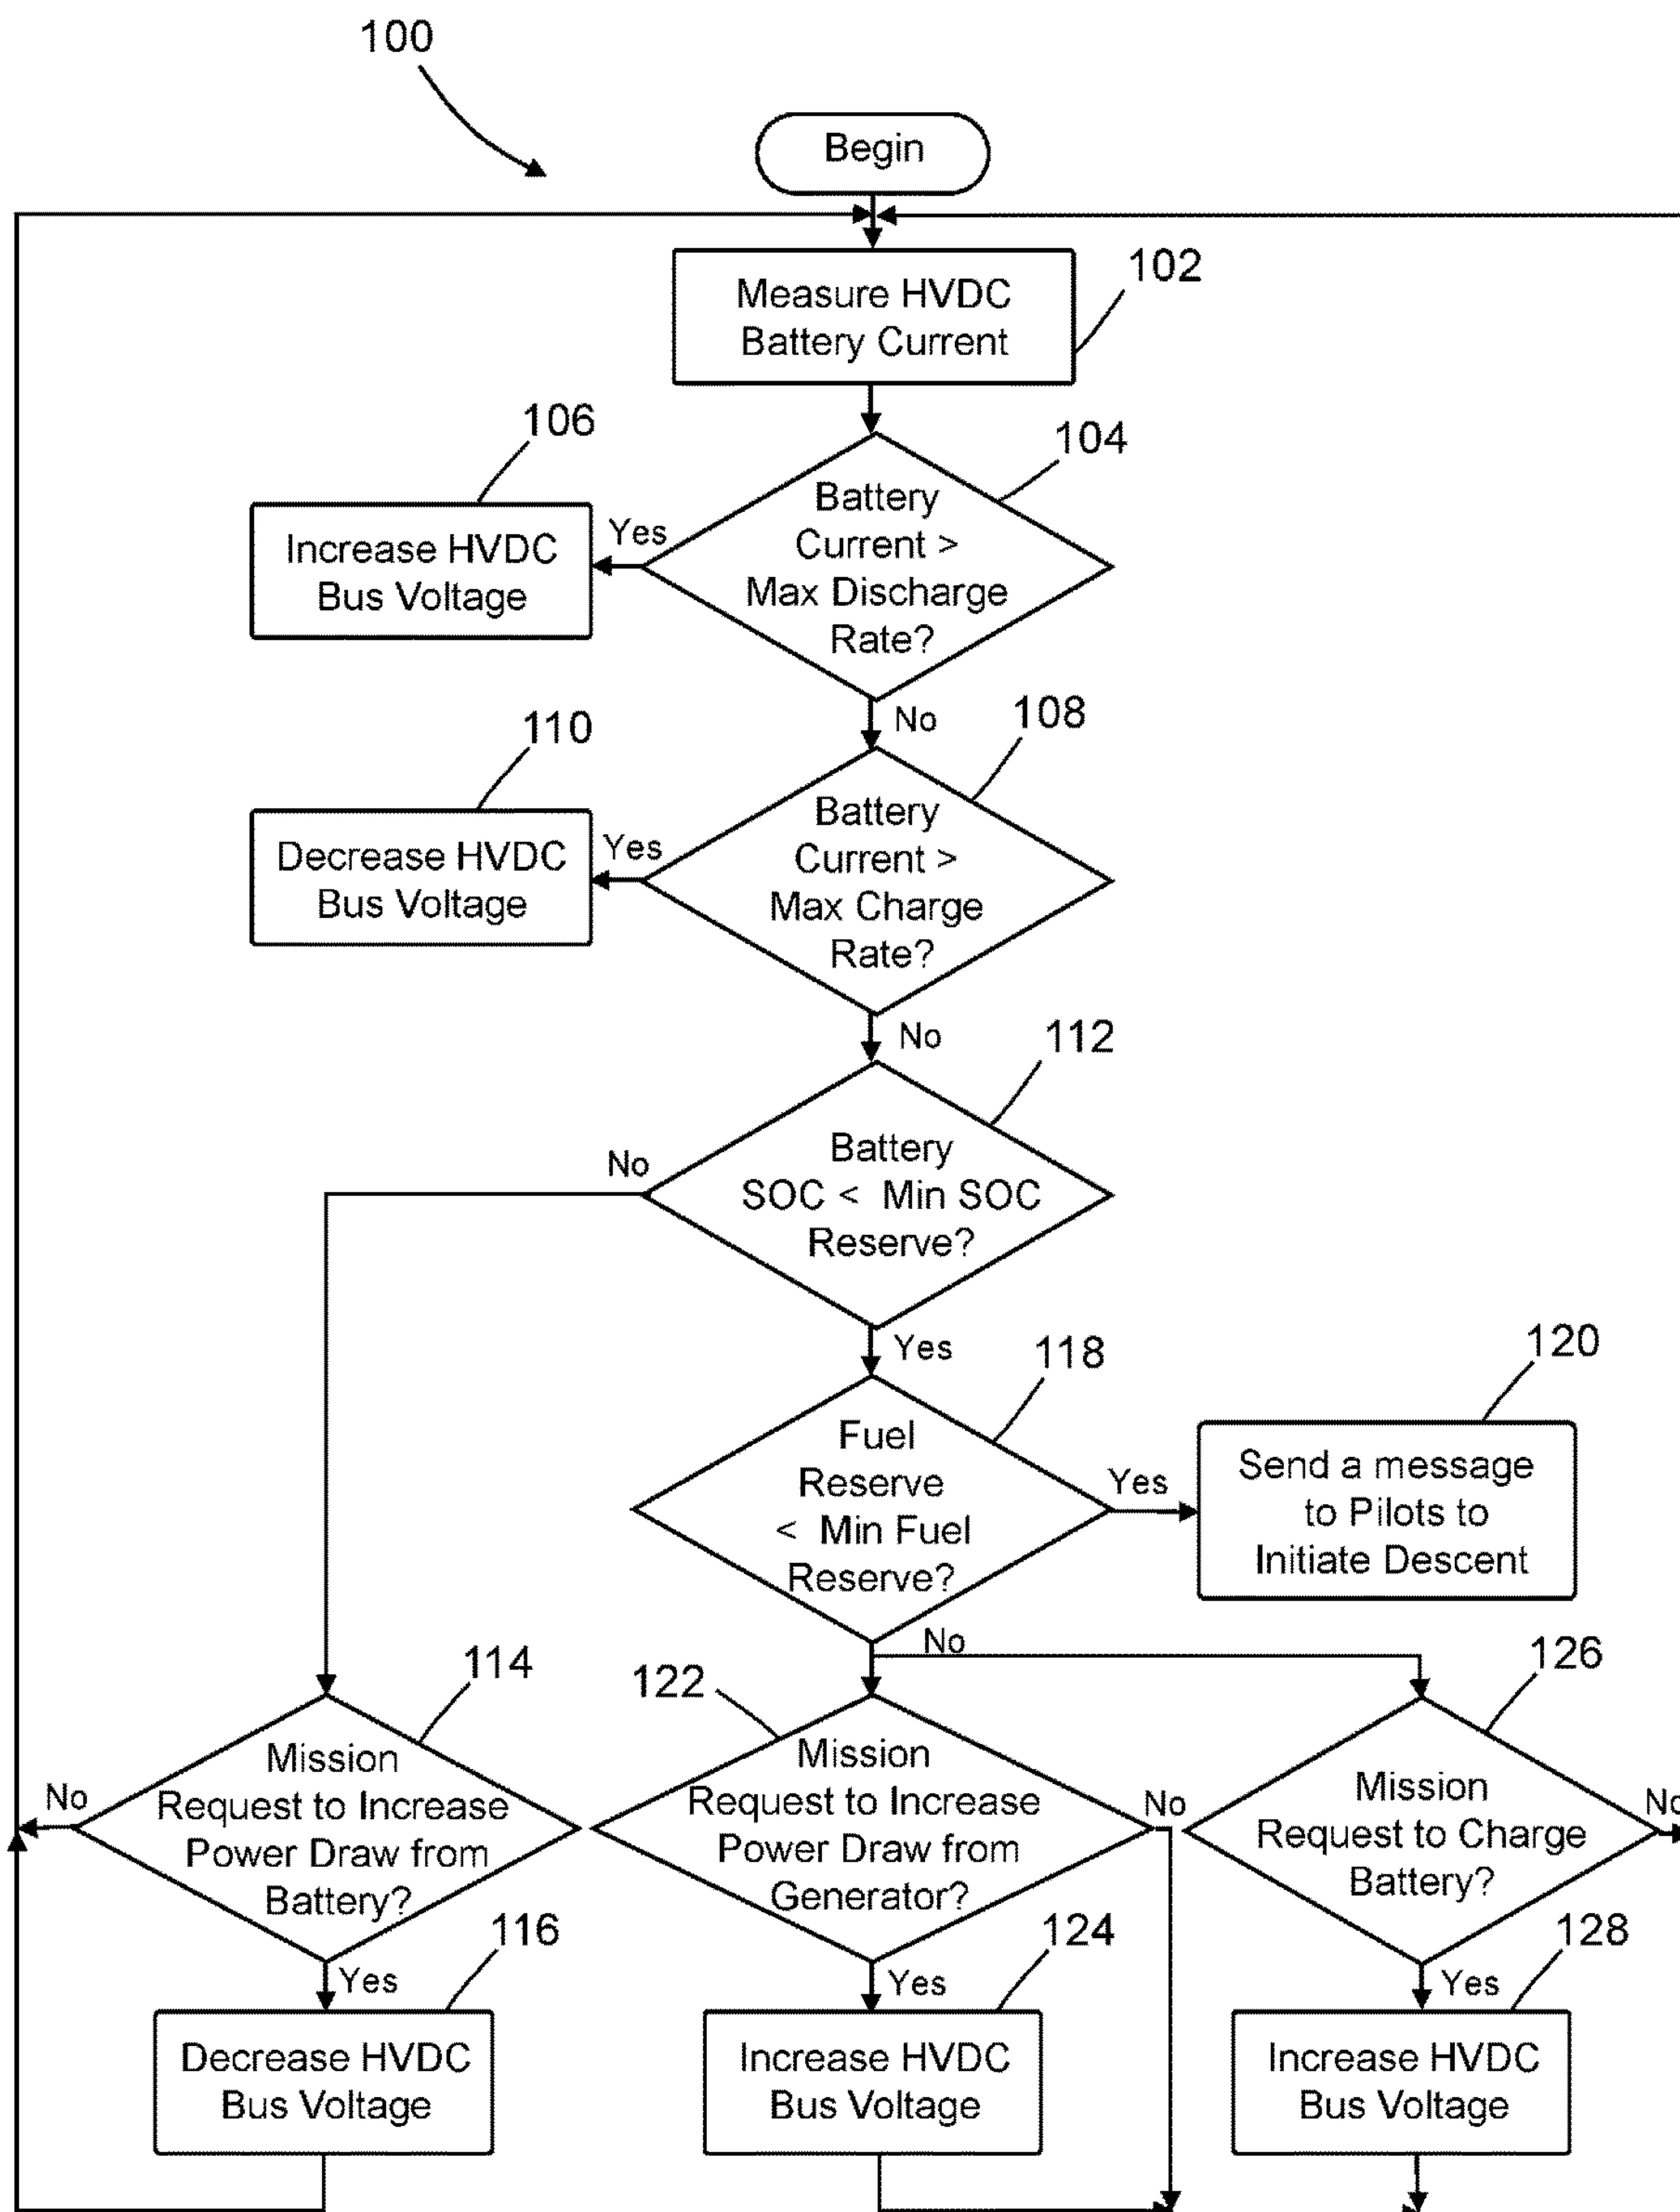 100
Begin
Measure HVDC
Battery Current
102
106
104
Increase HVDC
Bus Voltage
Yes
Battery
Current >
Max Discharge
Rate?
No
110
108
Decrease HVDC
Bus Voltage
Yes
Battery
Current >
Max Charge
Rate?
No
112
No
Battery
SOC < Min SOC
Reserve?
Yes
118
120
Fuel
Reserve
< Min Fuel
Reserve?
Yes
Send a message
to Pilots to
Initiate Descent
No
114
122
126
No
Mission
Request to Increase
Power Draw from
Battery?
Mission
Request to Increase
Power Draw from
Generator?
No
Mission
Request to Charge
Battery?
No
116
124
128
Yes
Yes
Yes
Decrease HVDC
Bus Voltage
Increase HVDC
Bus Voltage
Increase HVDC
Bus Voltage